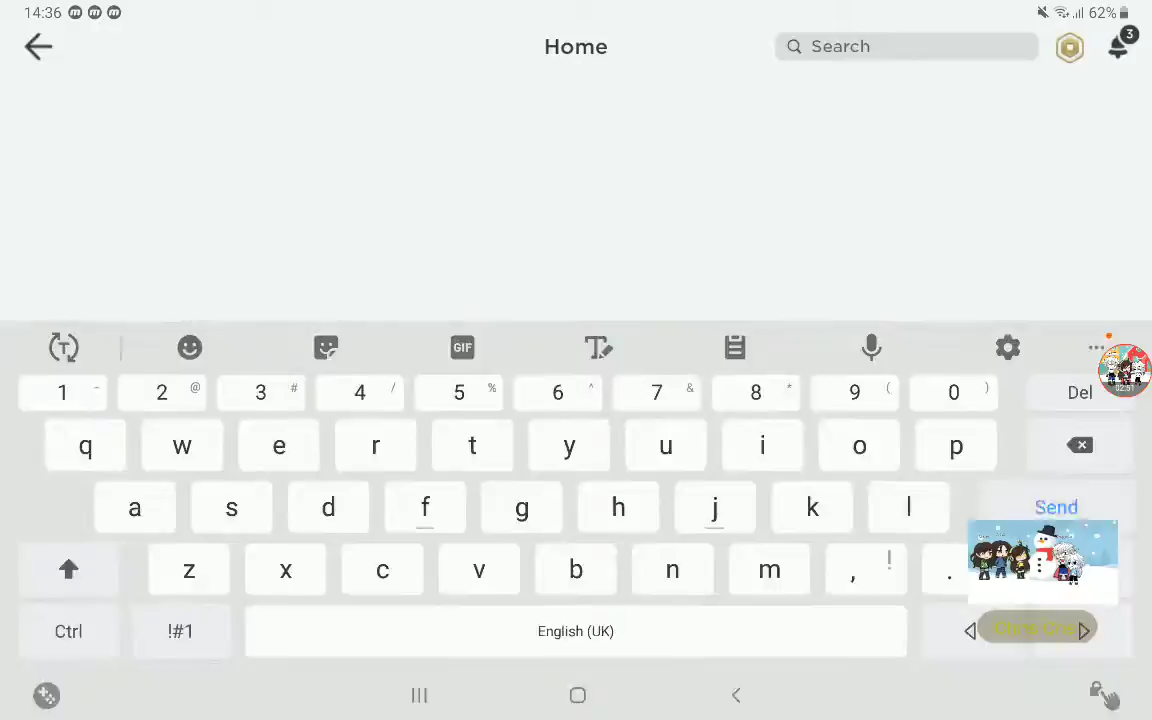 14:36 62%
Home Search 3
GIF
1 - 2 @ 3 # 4 / 5 % 6 ^ 7 & 8 * 9 ( 0 ) Del
q w e r t y u i o p
a s d f g h j k l Send
z x c v b n m , ! .
Ctrl !#1 English (UK)